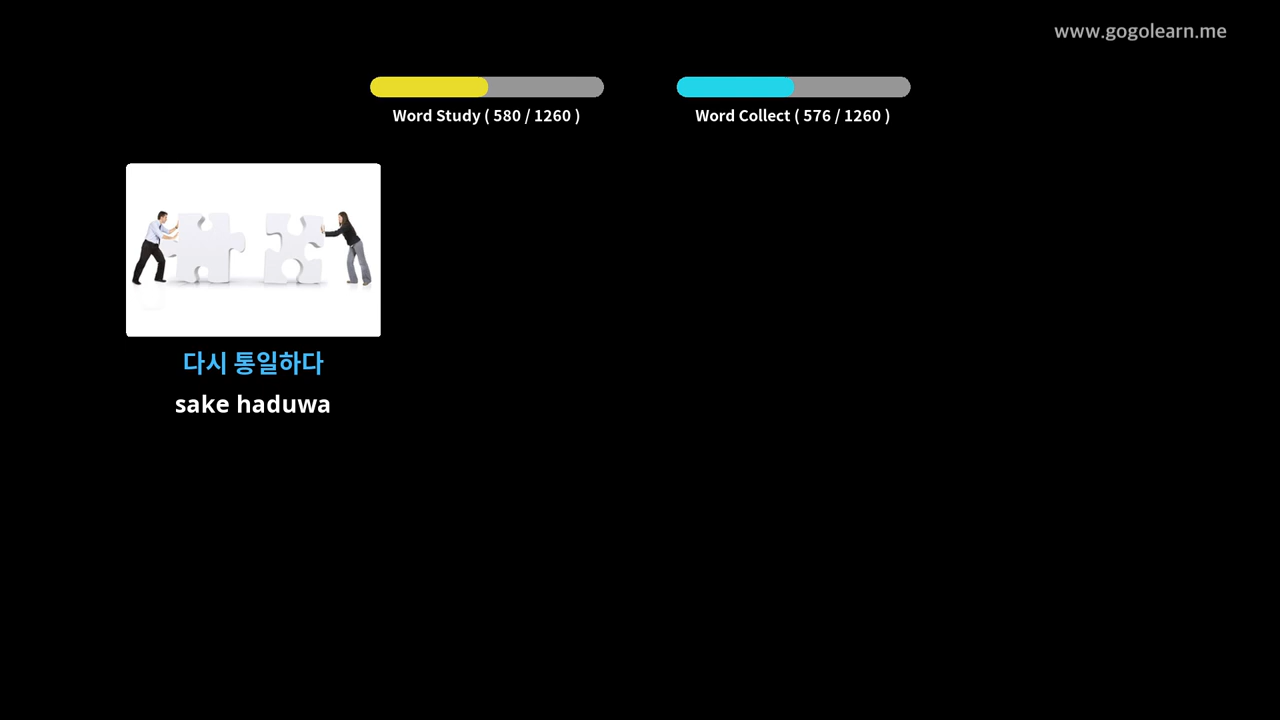 www.gogolearn.me
Word Study ( 580 / 1260 )
Word Collect ( 576 / 1260 )
다시 통일하다
sake haduwa